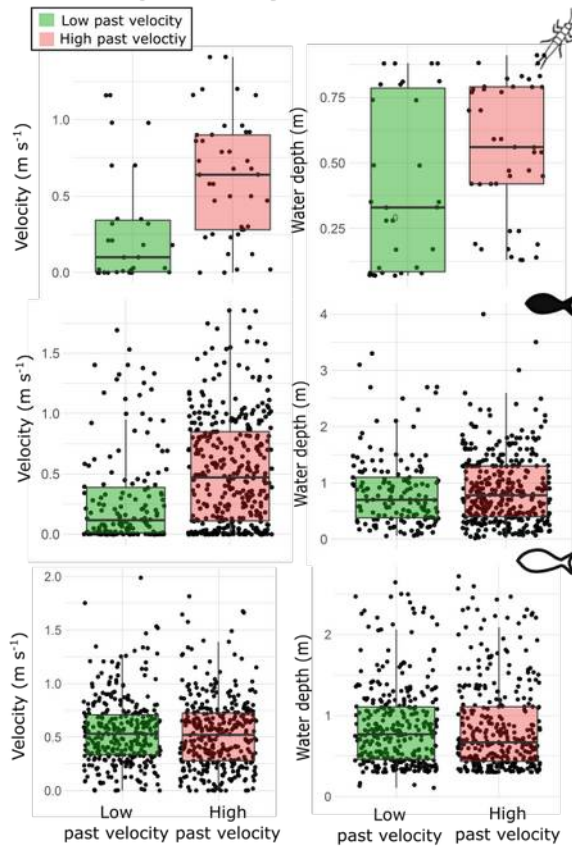 Low past velocity
High past veloctiy
Velocity (m s⁻¹)
1.0
0.5
0.0
Water depth (m)
0.75
0.50
0.25
Velocity (m s⁻¹)
1.5
1.0
0.5
0.0
Water depth (m)
4
3
2
1
0
Velocity (m s⁻¹)
2.0
1.5
1.0
0.5
0.0
Water depth (m)
2
1
0
Low
past velocity
High
past velocity
Low
past velocity
High
past velocity